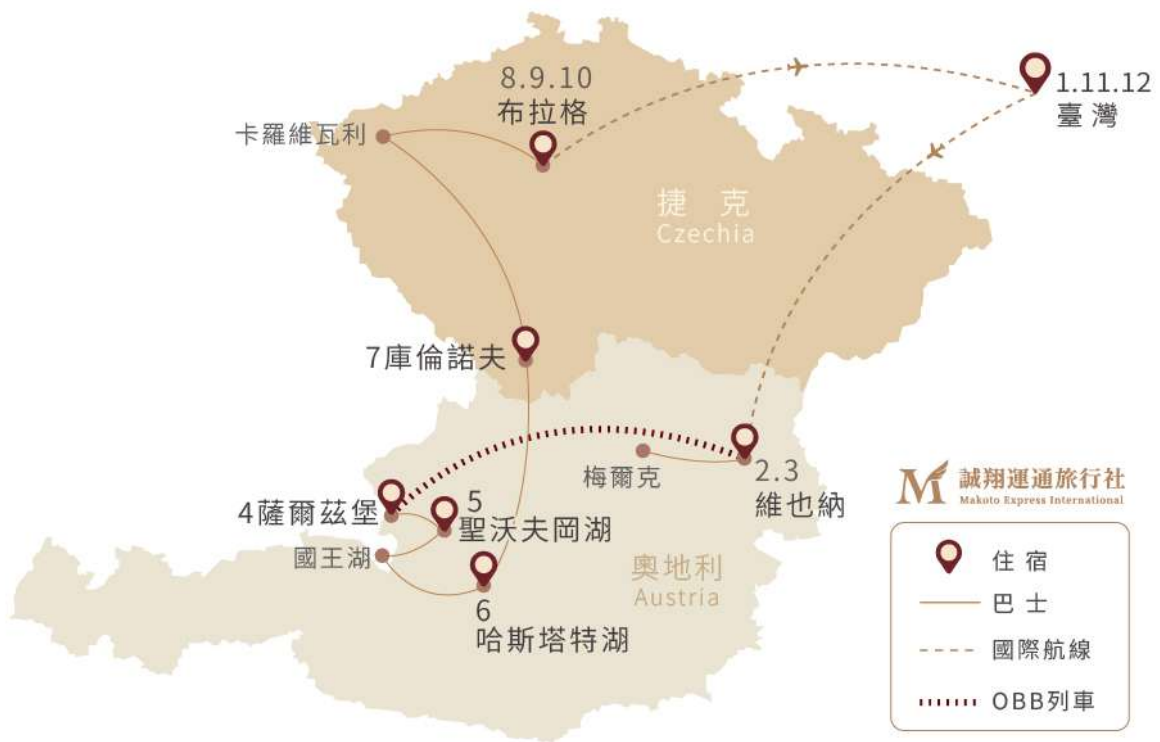 8.9.10
布拉格
1.11.12
臺灣
卡羅維瓦利
捷克
Czechia
7庫倫諾夫
梅爾克
2.3
維也納
4薩爾茲堡
5
聖沃夫岡湖
國王湖
6
哈斯塔特湖
奧地利
Austria
M 誠翔運通旅行社
Makoto Express International
住宿
巴士
國際航線
OBB列車